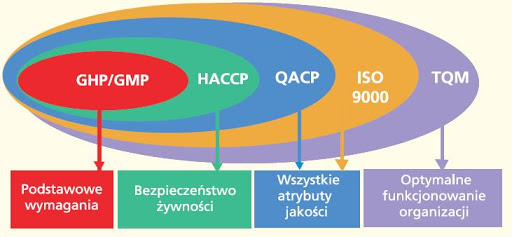 GHP/GMP
HACCP
QACP
ISO
9000
TQM
Podstawowe
wymagania
Bezpieczeństwo
żywności
Wszystkie
atrybuty
jakości
Optymalne
funkcjonowanie
organizacji